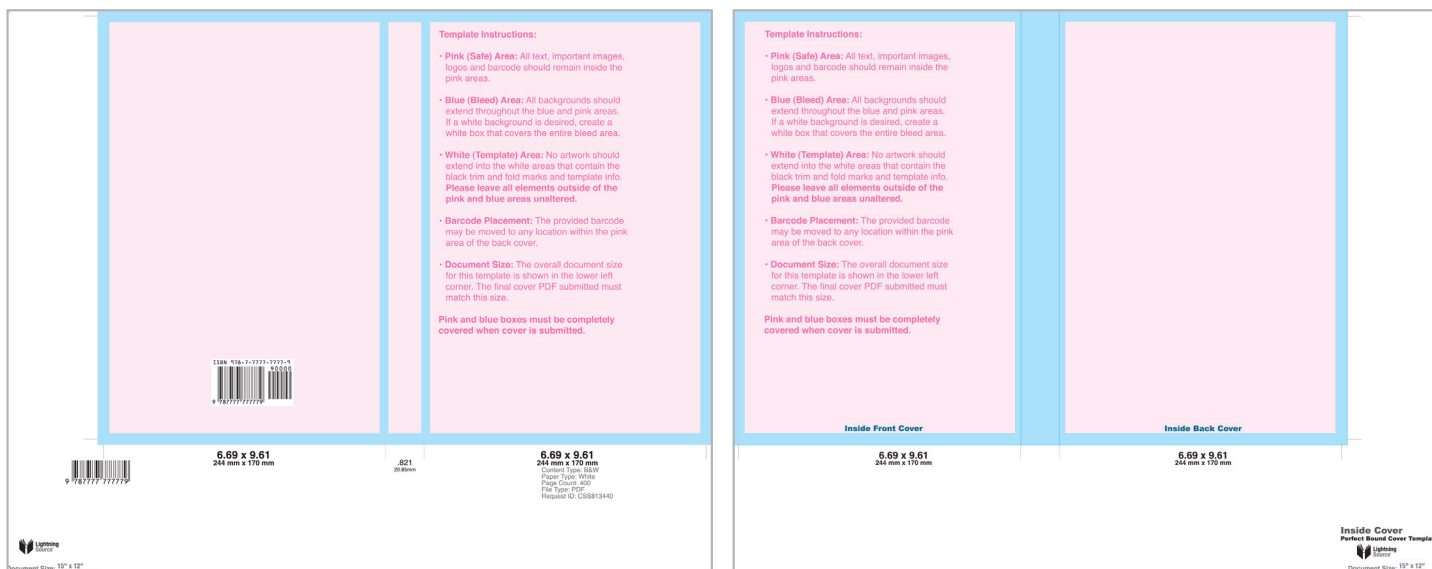 Template Instructions:
• Pink (Safe) Area: All text, important images,
logos and barcode should remain inside the
pink areas.
• Blue (Bleed) Area: All backgrounds should
extend throughout the blue and pink areas.
If a white background is desired, create a
white box that covers the entire bleed area.
• White (Template) Area: No artwork should
extend into the white areas that contain the
black trim and fold marks and template info.
Please leave all elements outside of the
pink and blue areas unaltered.
• Barcode Placement: The provided barcode
may be moved to any location within the pink
area of the back cover.
• Document Size: The overall document size
for this template is shown in the lower left
corner. The final cover PDF submitted must
match this size.
Pink and blue boxes must be completely
covered when cover is submitted.
ISBN 978-7-7777-7777-9
90000
9 787777 777779
6.69 x 9.61
244 mm x 170 mm
.821
20.85mm
6.69 x 9.61
244 mm x 170 mm
Content Type: B&W
Paper Type: White
Page Count: 400
File Type: PDF
Request ID: CSS813440
9 787777 777779
Lightning
Source
Document Size: 15" x 12"
Template Instructions:
• Pink (Safe) Area: All text, important images,
logos and barcode should remain inside the
pink areas.
• Blue (Bleed) Area: All backgrounds should
extend throughout the blue and pink areas.
If a white background is desired, create a
white box that covers the entire bleed area.
• White (Template) Area: No artwork should
extend into the white areas that contain the
black trim and fold marks and template info.
Please leave all elements outside of the
pink and blue areas unaltered.
• Barcode Placement: The provided barcode
may be moved to any location within the pink
area of the back cover.
• Document Size: The overall document size
for this template is shown in the lower left
corner. The final cover PDF submitted must
match this size.
Pink and blue boxes must be completely
covered when cover is submitted.
Inside Front Cover
Inside Back Cover
6.69 x 9.61
244 mm x 170 mm
6.69 x 9.61
244 mm x 170 mm
Inside Cover
Perfect Bound Cover Templat
Lightning
Source
Document Size: 15" x 12"